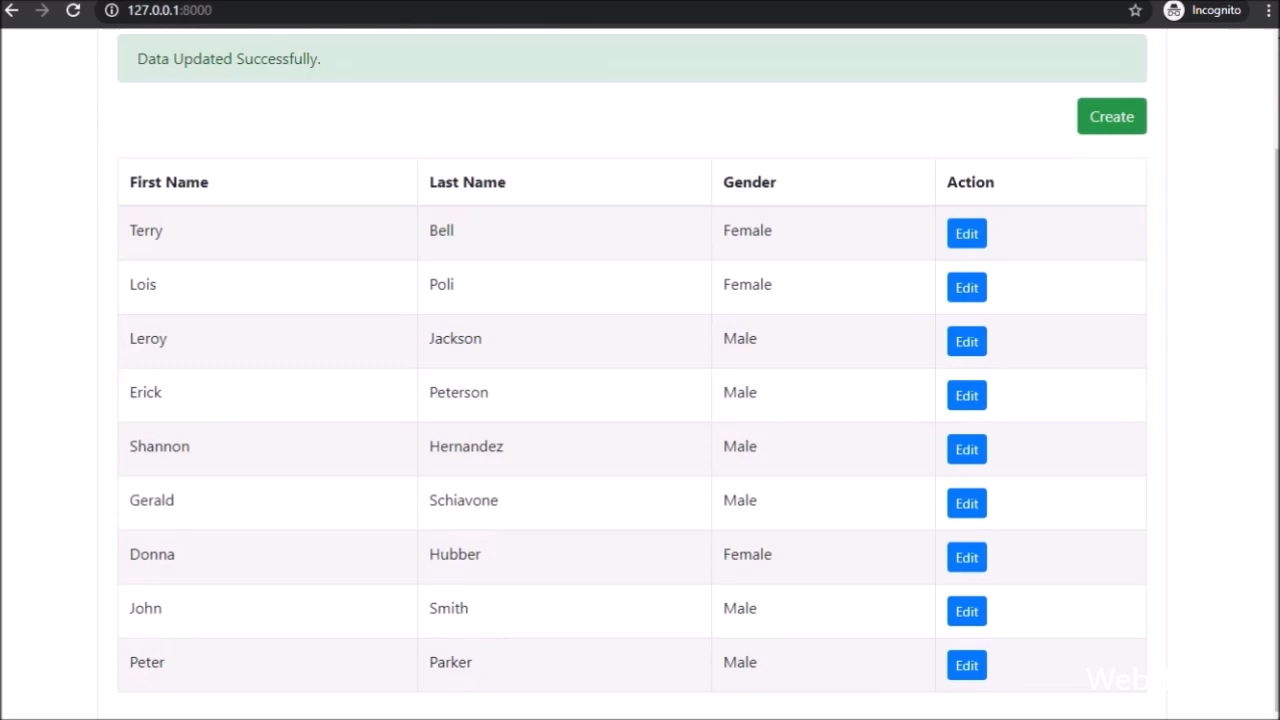 127.0.0.1:8000 Incognito
Data Updated Successfully.
Create
First Name Last Name Gender Action
Terry Bell Female Edit
Lois Poli Female Edit
Leroy Jackson Male Edit
Erick Peterson Male Edit
Shannon Hernandez Male Edit
Gerald Schiavone Male Edit
Donna Hubber Female Edit
John Smith Male Edit
Peter Parker Male Edit